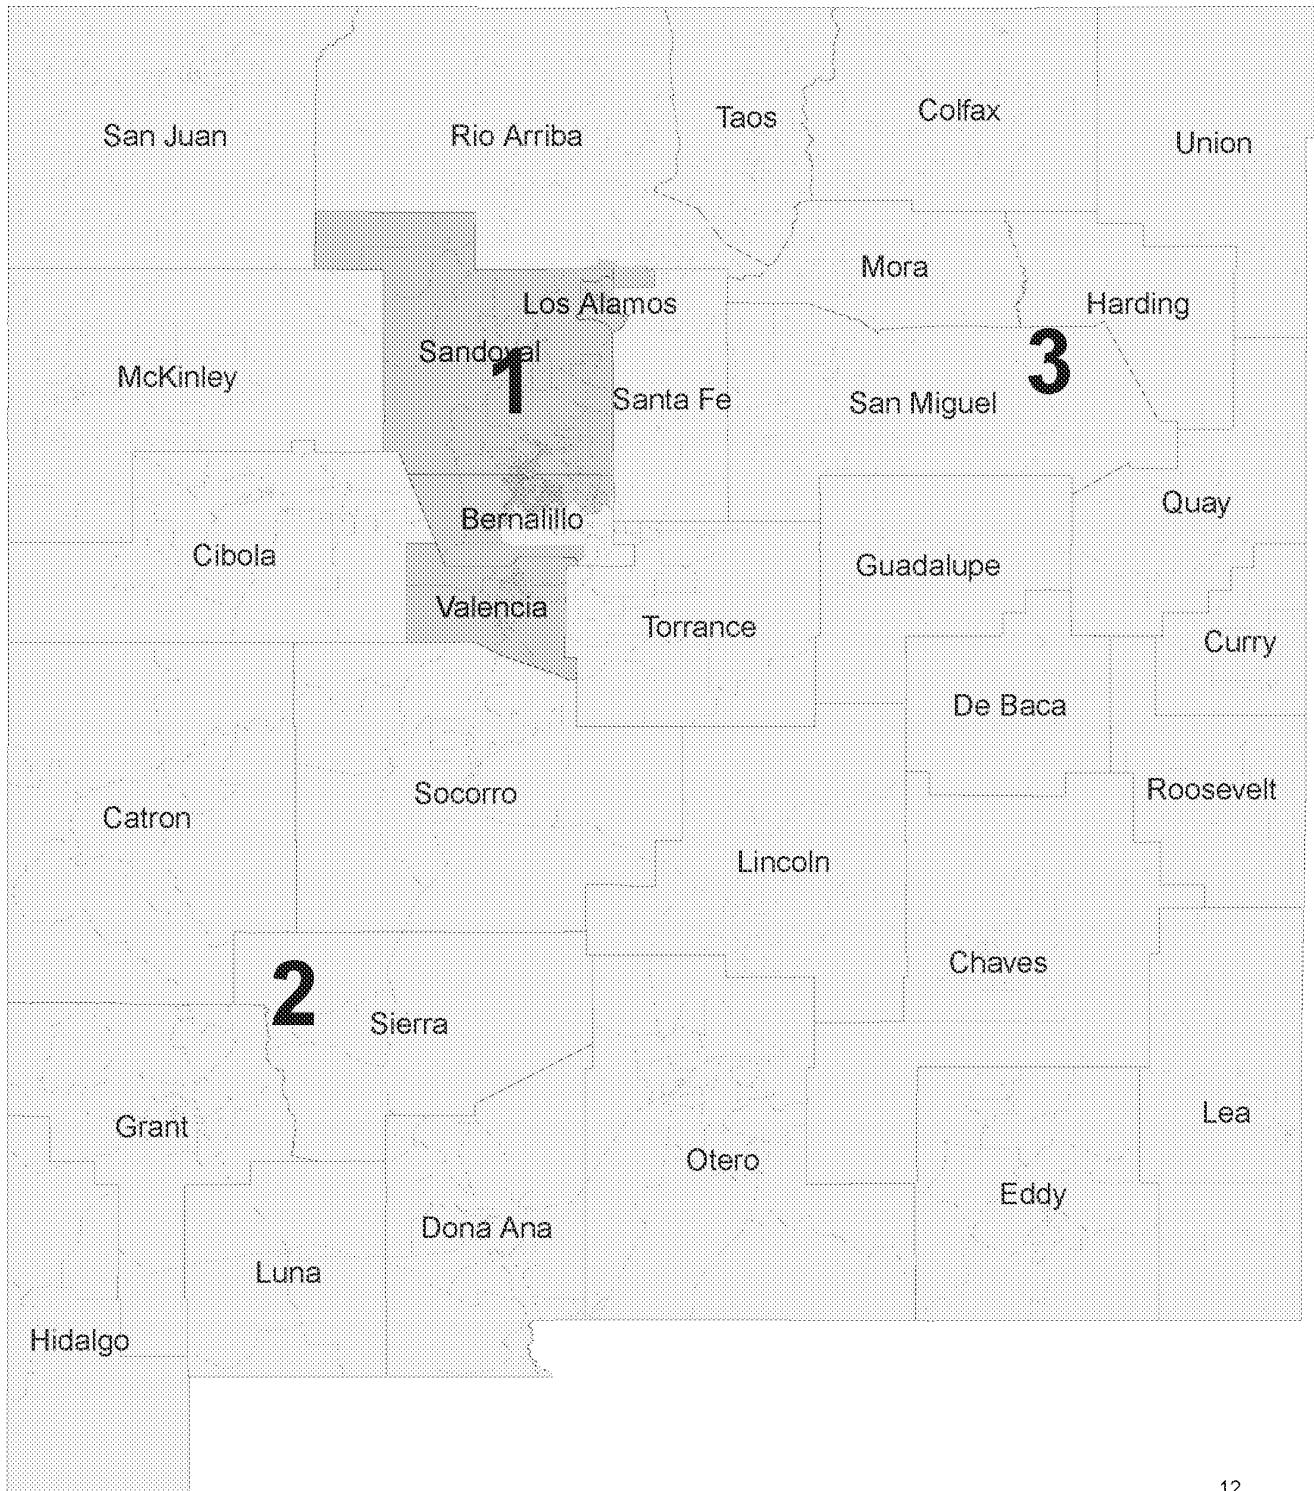 Taos
Colfax
San Juan
Rio Arriba
Union
Mora
Los Alamos
Harding
Sandoval
1
3
McKinley
Santa Fe
San Miguel
Quay
Bernalillo
Cibola
Guadalupe
Valencia
Torrance
Curry
De Baca
Socorro
Roosevelt
Catron
Lincoln
Chaves
2
Sierra
Grant
Lea
Otero
Eddy
Dona Ana
Luna
Hidalgo
12